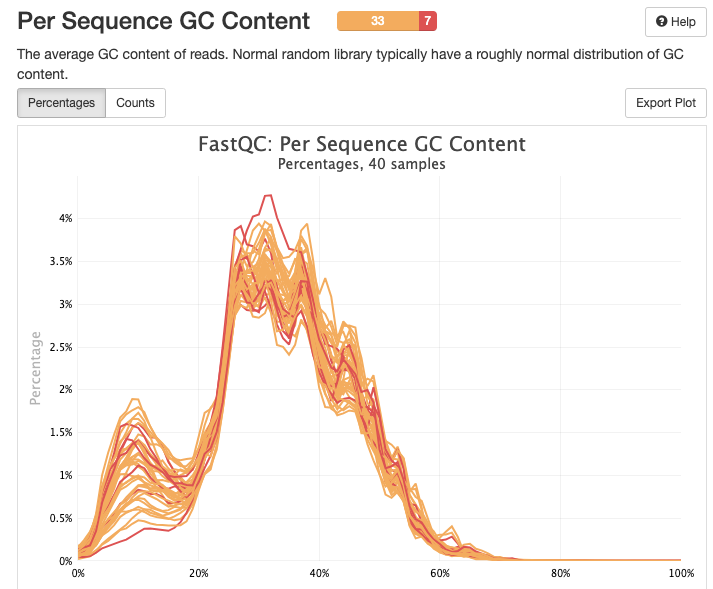 Per Sequence GC Content 33 7 Help
The average GC content of reads. Normal random library typically have a roughly normal distribution of GC
content.
Percentages Counts Export Plot
FastQC: Per Sequence GC Content
Percentages, 40 samples
4%
3.5%
3%
2.5%
2%
1.5%
1%
0.5%
0%
Percentage
0% 20% 40% 60% 80% 100%